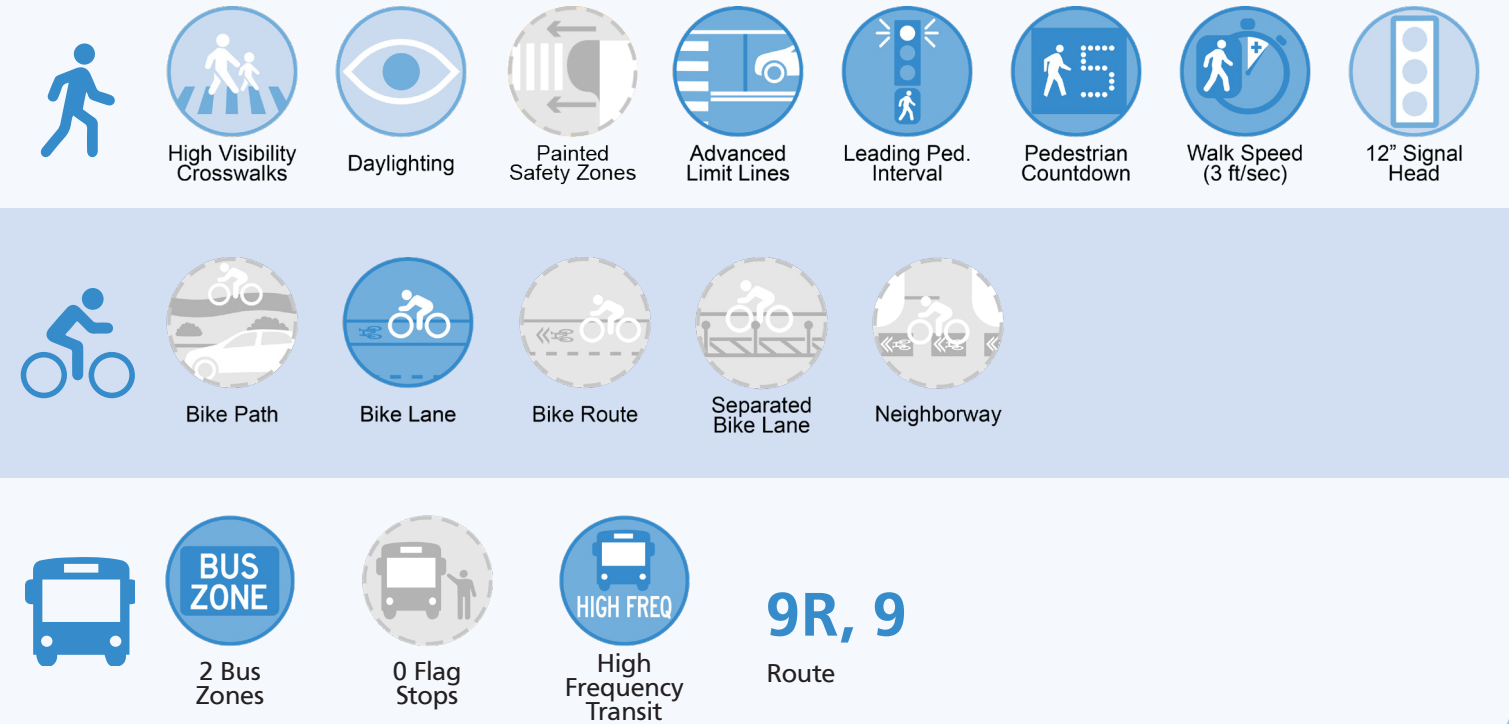 5
High Visibility
Crosswalks
Daylighting
Painted
Safety Zones
Advanced
Limit Lines
Leading Ped.
Interval
Pedestrian
Countdown
Walk Speed
(3 ft/sec)
12” Signal
Head
Bike Path
Bike Lane
Bike Route
Separated
Bike Lane
Neighborway
BUS
ZONE
2 Bus
Zones
0 Flag
Stops
HIGH FREQ
High
Frequency
Transit
9R, 9
Route